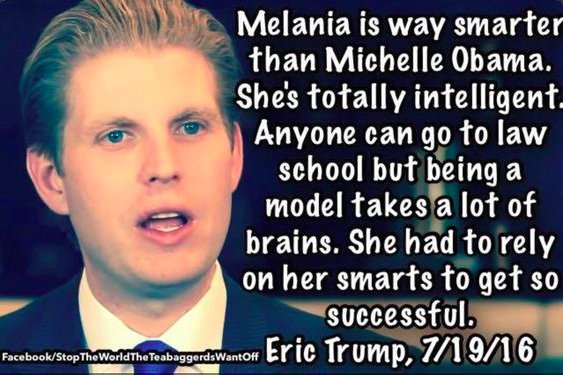 Melania is way smarter
than Michelle Obama.
She's totally intelligent.
Anyone can go to law
school but being a
model takes a lot of
brains. She had to rely
on her smarts to get so
successful.
Eric Trump, 7/19/16
Facebook/StopTheWorldTheTeabaggerdsWantOff